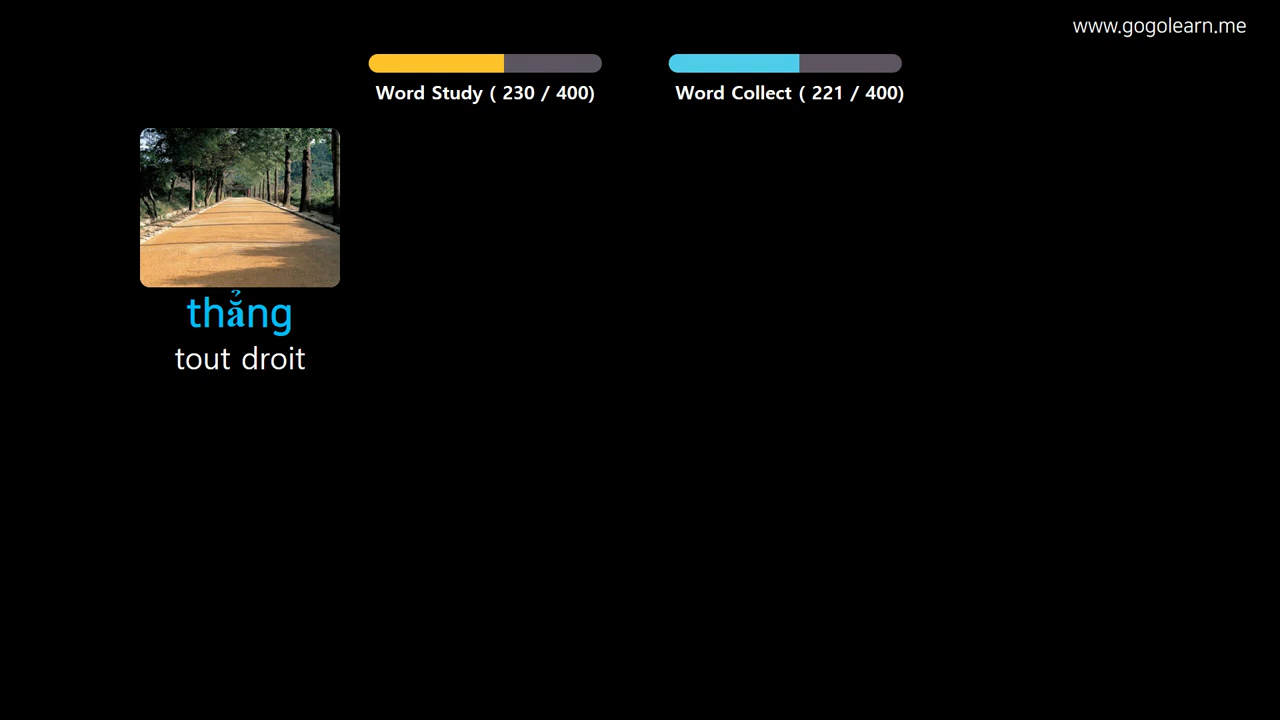 www.gogolearn.me
Word Study ( 230 / 400)
Word Collect ( 221 / 400)
thẳng
tout droit